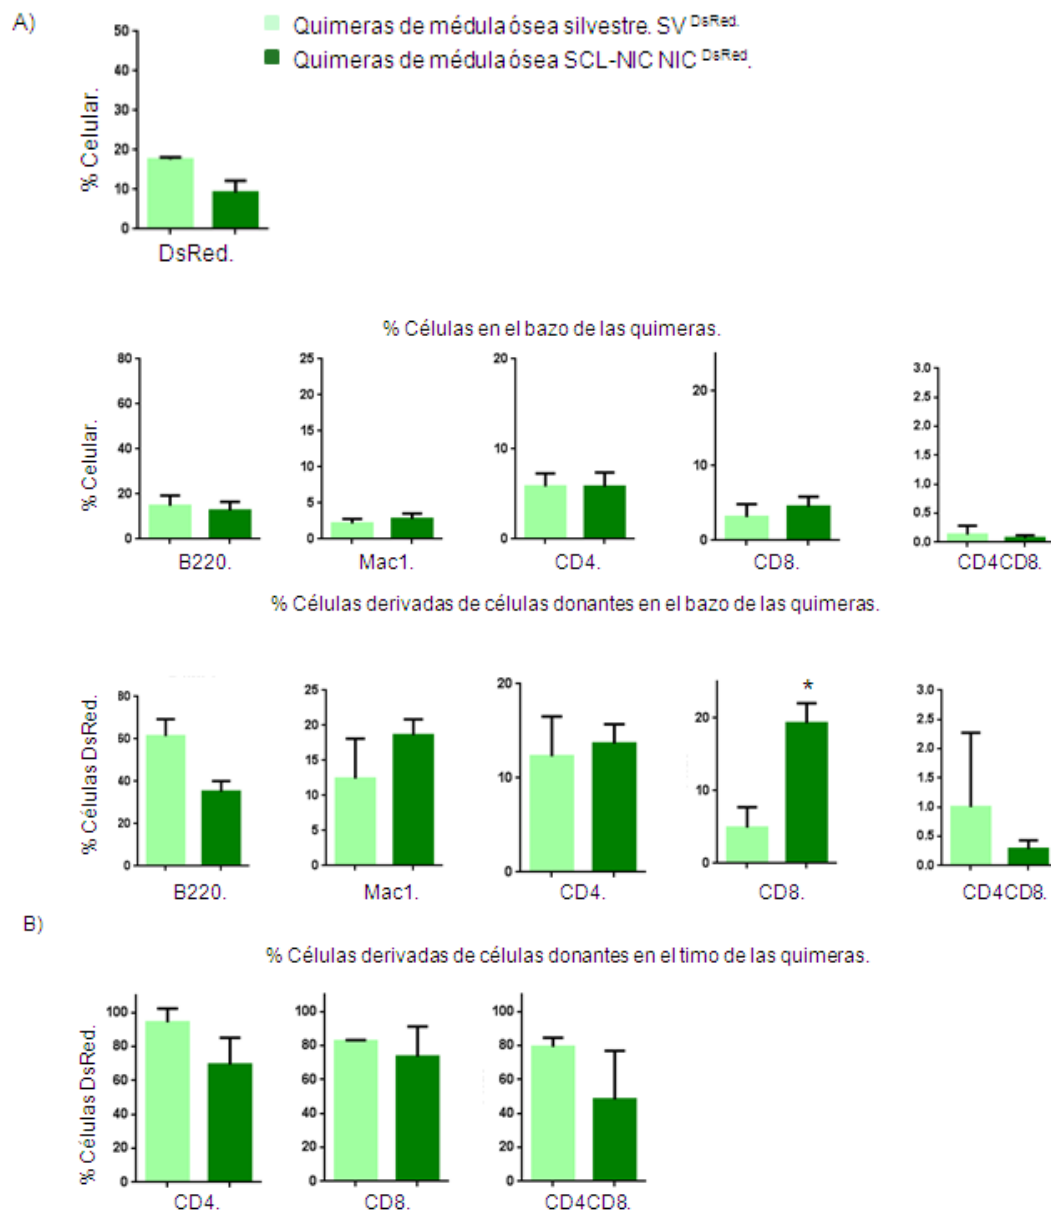 A)
Quimeras de médula ósea silvestre. SV DsRed.
Quimeras de médula ósea SCL-NIC NIC DsRed.
% Celular.
50
40
30
20
10
0
DsRed.
% Células en el bazo de las quimeras.
% Celular.
80
60
40
20
0
B220.
25
20
15
10
5
0
Mac1.
20
10
0
CD4.
20
10
0
CD8.
3.0
2.5
2.0
1.5
1.0
0.5
0.0
CD4CD8.
% Células derivadas de células donantes en el bazo de las quimeras.
% Células DsRed.
80
60
40
20
0
B220.
25
20
15
10
5
0
Mac1.
20
10
0
CD4.
*
20
10
0
CD8.
3.0
2.5
2.0
1.5
1.0
0.5
0.0
CD4CD8.
B)
% Células derivadas de células donantes en el timo de las quimeras.
% Células DsRed.
100
80
60
40
20
0
CD4.
100
80
60
40
20
0
CD8.
100
80
60
40
20
0
CD4CD8.